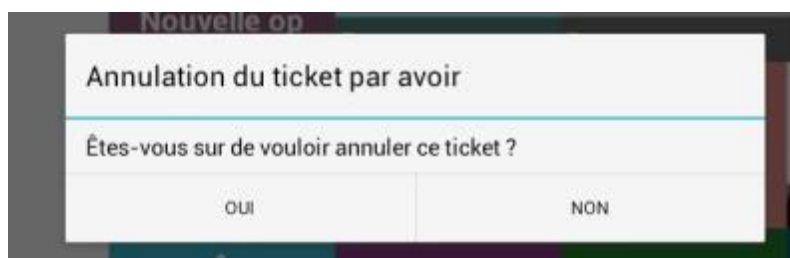 Nouvelle op
Annulation du ticket par avoir
Êtes-vous sur de vouloir annuler ce ticket ?
OUI
NON